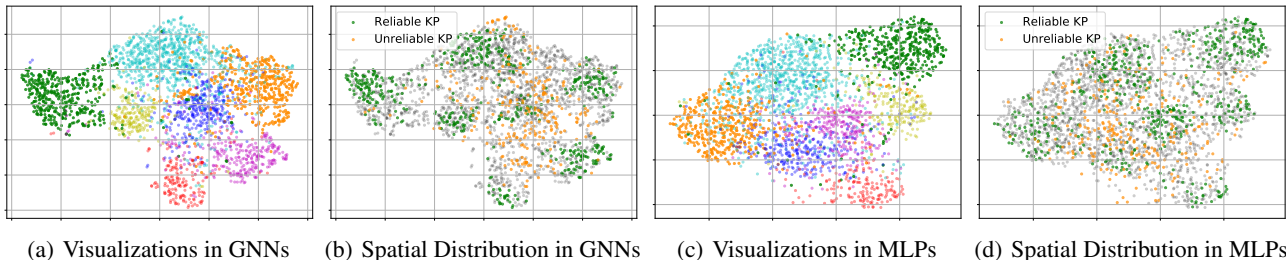 Reliable KP
Unreliable KP
Reliable KP
Unreliable KP
(a) Visualizations in GNNs
(b) Spatial Distribution in GNNs
(c) Visualizations in MLPs
(d) Spatial Distribution in MLPs